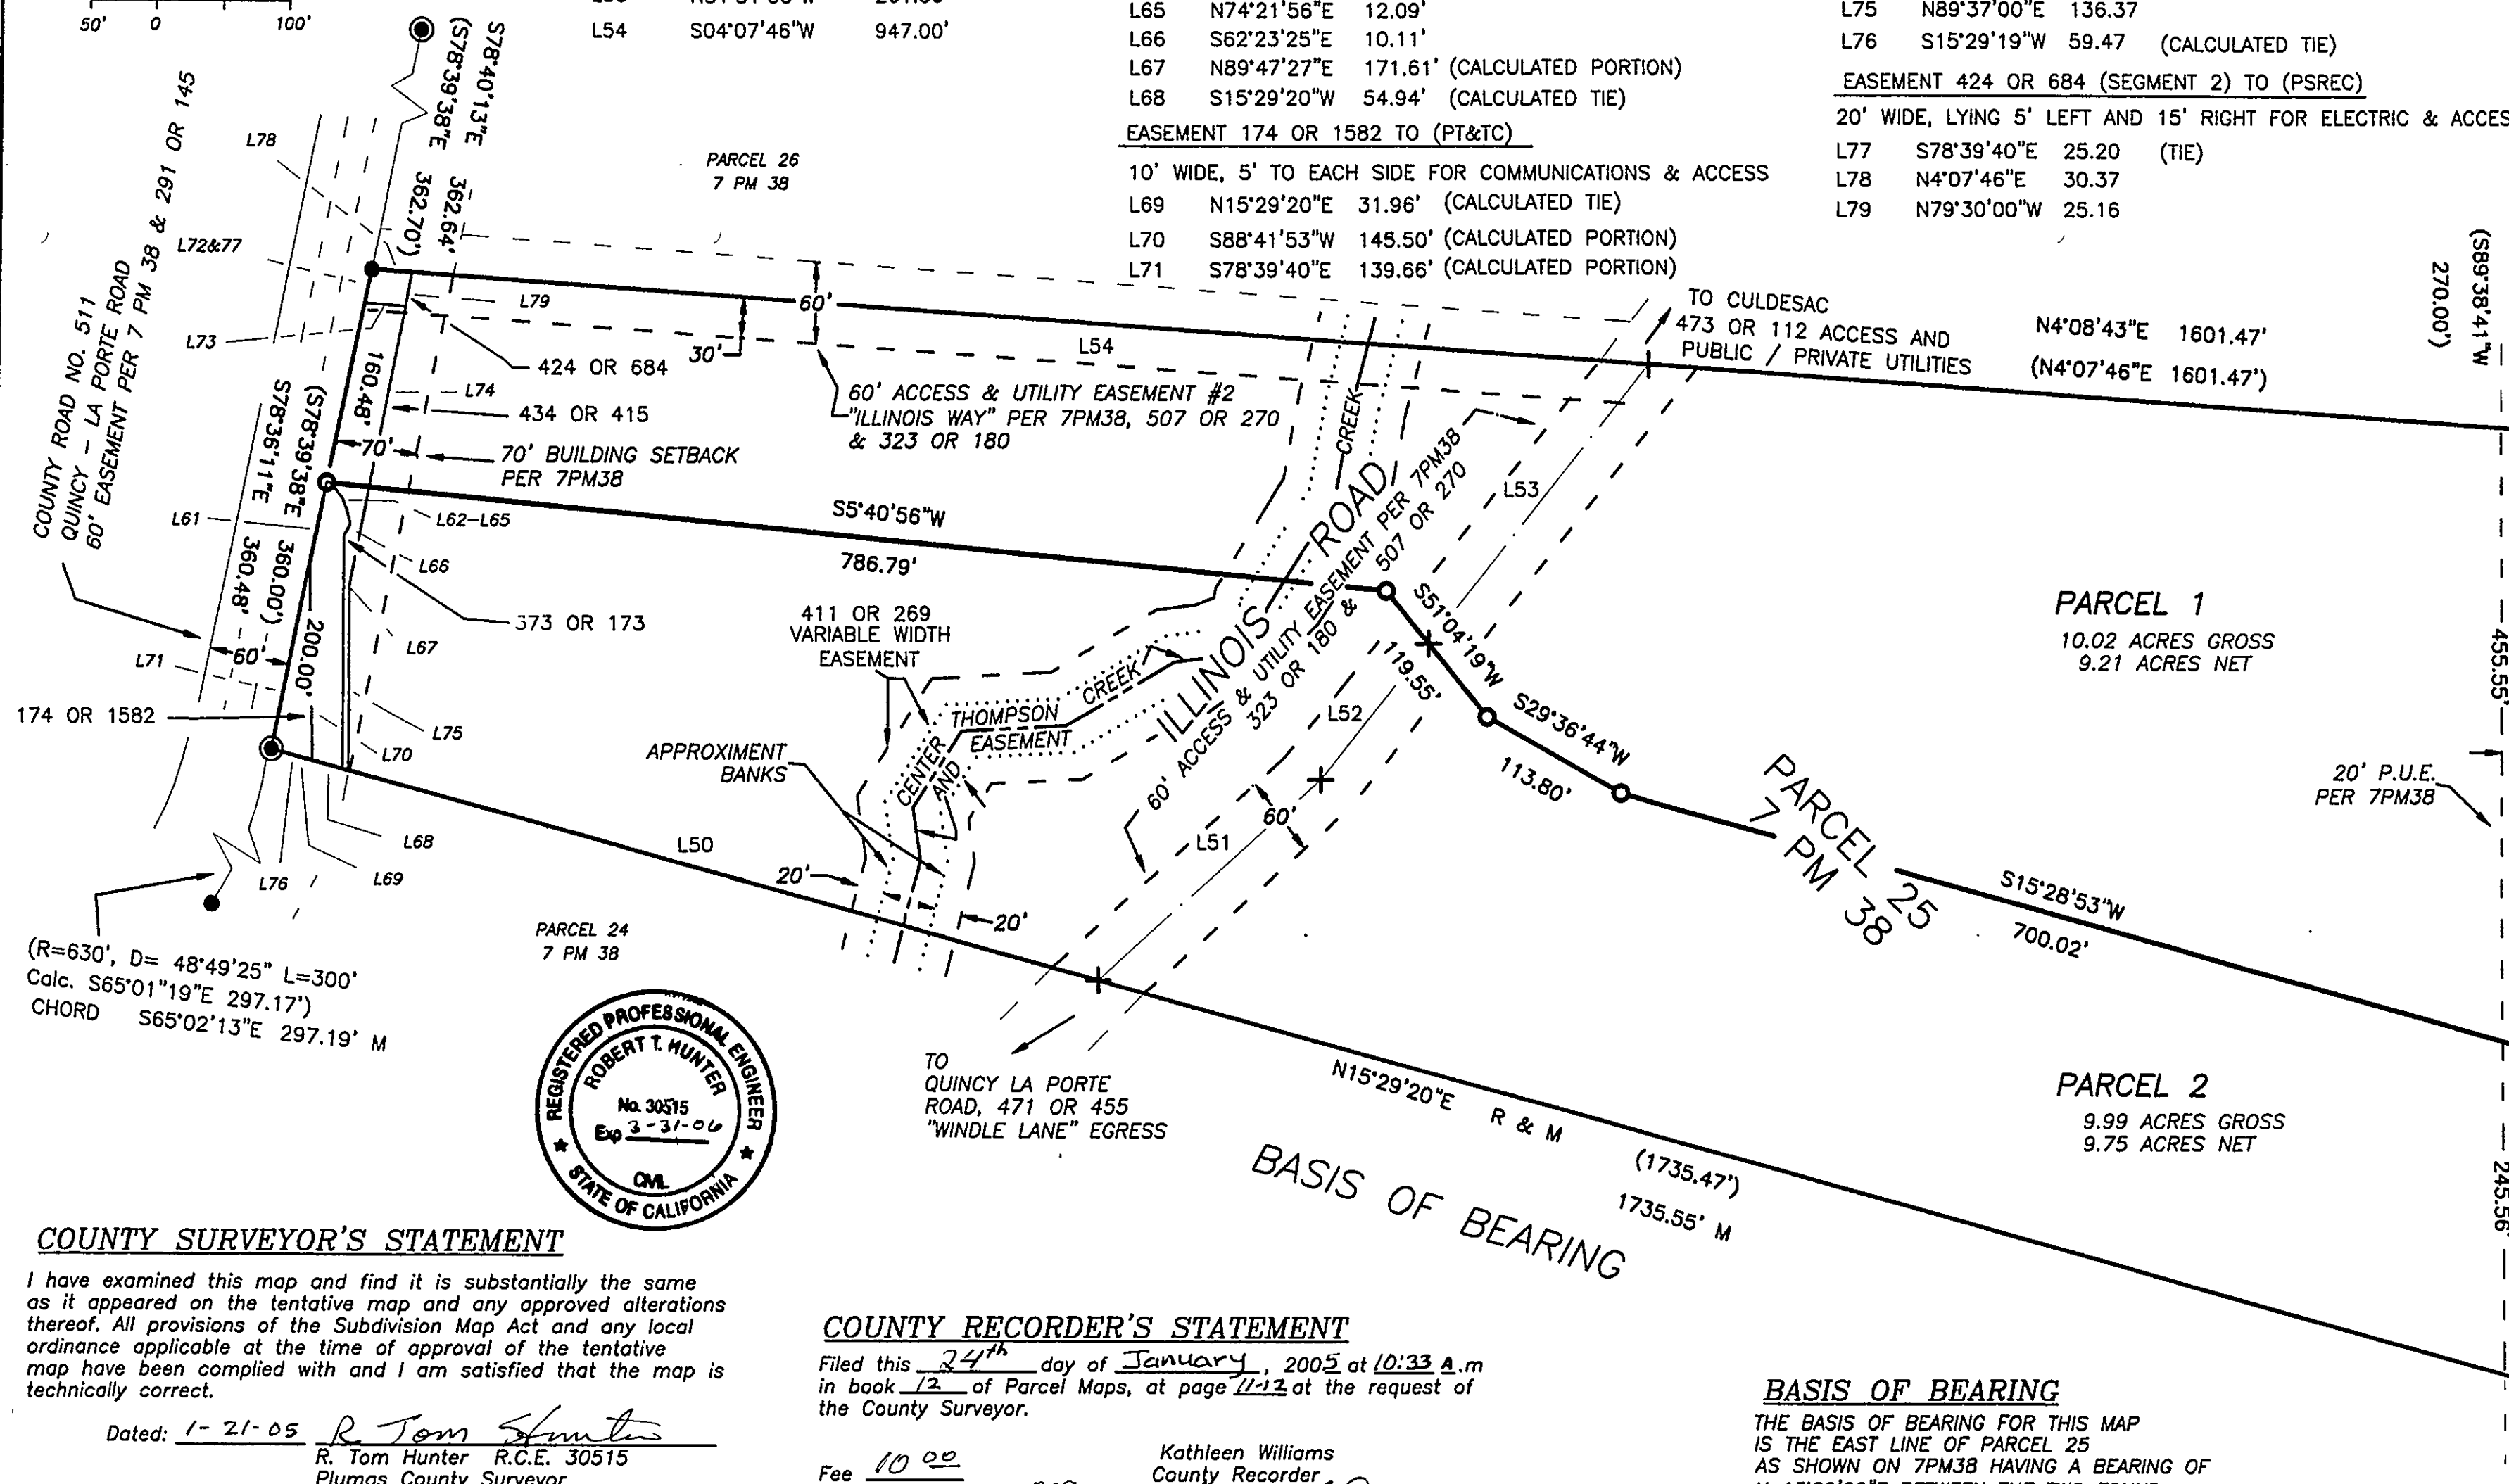 50' 0 100'
L54 S04°07'46"W 947.00'
L65 N74°21'56"E 12.09'
L66 S62°23'25"E 10.11'
L67 N89°47'27"E 171.61' (CALCULATED PORTION)
L68 S15°29'20"W 54.94' (CALCULATED TIE)
EASEMENT 174 OR 1582 TO (PT&TC)
10' WIDE, 5' TO EACH SIDE FOR COMMUNICATIONS & ACCESS
L69 N15°29'20"E 31.96' (CALCULATED TIE)
L70 S88°41'53"W 145.50' (CALCULATED PORTION)
L71 S78°39'40"E 139.66' (CALCULATED PORTION)
L75 N89°37'00"E 136.37
L76 S15°29'19"W 59.47 (CALCULATED TIE)
EASEMENT 424 OR 684 (SEGMENT 2) TO (PSREC)
20' WIDE, LYING 5' LEFT AND 15' RIGHT FOR ELECTRIC & ACCES
L77 S78°39'40"E 25.20 (TIE)
L78 N4°07'46"E 30.37
L79 N79°30'00"W 25.16
S78°40'13"E 362.64'
(S78°39'38"E 362.70')
COUNTY ROAD NO. 511
QUINCY – LA PORTE ROAD
60' EASEMENT PER 7 PM 38 & 291 OR 145
L78
L72&77
L73
PARCEL 26
7 PM 38
L79
60'
30'
L54
424 OR 684
L74
434 OR 415
160.48'
70'
70' BUILDING SETBACK
PER 7PM38
(S78°39'38"E 360.00')
S78°36'11"E 360.48'
60' ACCESS & UTILITY EASEMENT #2
"ILLINOIS WAY" PER 7PM38, 507 OR 270
& 323 OR 180
TO CULDESAC
473 OR 112 ACCESS AND
PUBLIC / PRIVATE UTILITIES
N4°08'43"E 1601.47'
(N4°07'46"E 1601.47')
(S89°38'41"W
270.00')
L61
L62–L65
L66
373 OR 173
L67
200.00'
60'
L71
174 OR 1582
L75
L70
L68
L69
L76
S5°40'56"W
786.79'
CREEK
ILLINOIS ROAD
60' ACCESS & UTILITY EASEMENT PER 7PM38
323 OR 180 & 507 OR 270
L53
L52
L51
60'
S51°04'19"W
119.55'
S29°36'44"W
113.80'
411 OR 269
VARIABLE WIDTH
EASEMENT
THOMPSON CREEK
EASEMENT
CENTER
AND
APPROXIMENT
BANKS
L50
20'
20'
PARCEL 1
10.02 ACRES GROSS
9.21 ACRES NET
455.55'
20' P.U.E.
PER 7PM38
PARCEL 25
7 PM 38
S15°28'53"W
700.02'
PARCEL 2
9.99 ACRES GROSS
9.75 ACRES NET
245.56'
PARCEL 24
7 PM 38
(R=630', D= 48°49'25" L=300'
Calc. S65°01"19"E 297.17')
CHORD S65°02'13"E 297.19' M
REGISTERED PROFESSIONAL ENGINEER
ROBERT T. HUNTER
No. 30515
Exp 3-31-06
CIVIL
STATE OF CALIFORNIA
TO
QUINCY LA PORTE
ROAD, 471 OR 455
"WINDLE LANE" EGRESS
N15°29'20"E R & M (1735.47')
1735.55' M
BASIS OF BEARING
COUNTY SURVEYOR'S STATEMENT
I have examined this map and find it is substantially the same
as it appeared on the tentative map and any approved alterations
thereof. All provisions of the Subdivision Map Act and any local
ordinance applicable at the time of approval of the tentative
map have been complied with and I am satisfied that the map is
technically correct.
Dated: 1-21-05 R. Tom Hunter
R. Tom Hunter R.C.E. 30515
Plumas County Surveyor
COUNTY RECORDER'S STATEMENT
Filed this 24th day of January, 2005 at 10:33 A.m
in book 12 of Parcel Maps, at page 11-12 at the request of
the County Surveyor.
Fee 10 00
Kathleen Williams
County Recorder
BASIS OF BEARING
THE BASIS OF BEARING FOR THIS MAP
IS THE EAST LINE OF PARCEL 25
AS SHOWN ON 7PM38 HAVING A BEARING OF